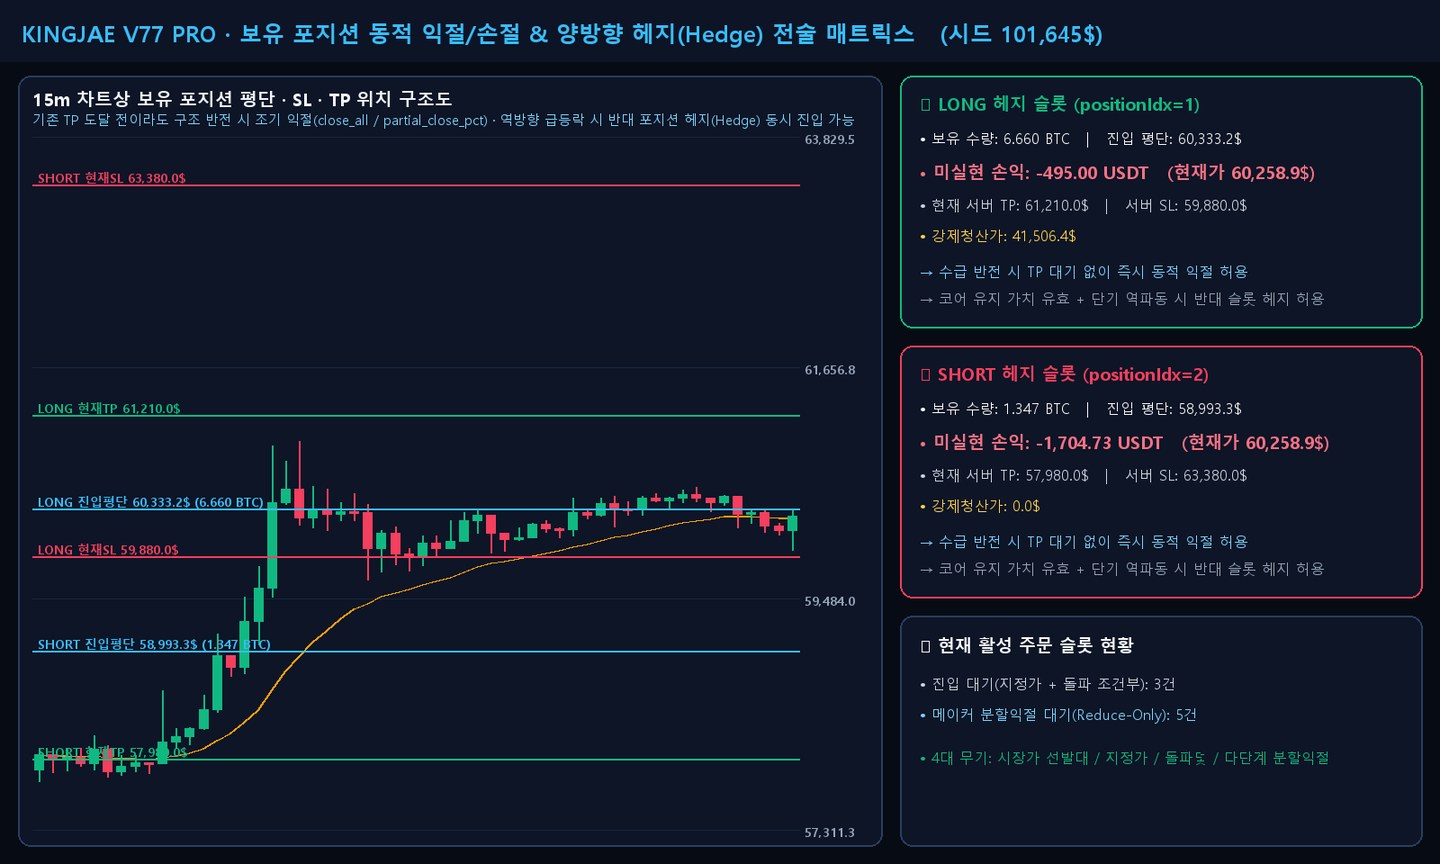 KINGJAE V77 PRO · 보유 포지션 동적 익절/손절 & 양방향 헤지(Hedge) 전술 매트릭스 (시드 101,645$)
15m 차트상 보유 포지션 평단 · SL · TP 위치 구조도
기존 TP 도달 전이라도 구조 반전 시 조기 익절(close_all / partial_close_pct) · 역방향 급등락 시 반대 포지션 헤지(Hedge) 동시 진입 가능
63,829.5
SHORT 현재SL 63,380.0$
61,656.8
LONG 현재TP 61,210.0$
LONG 진입평단 60,333.2$ (6.660 BTC)
LONG 현재SL 59,880.0$
59,484.0
SHORT 진입평단 58,993.3$ (1.347 BTC)
SHORT 현재TP 57,980.0$
57,311.3
LONG 헤지 슬롯 (positionIdx=1)
• 보유 수량: 6.660 BTC | 진입 평단: 60,333.2$
• 미실현 손익: -495.00 USDT (현재가 60,258.9$)
• 현재 서버 TP: 61,210.0$ | 서버 SL: 59,880.0$
• 강제청산가: 41,506.4$
→ 수급 반전 시 TP 대기 없이 즉시 동적 익절 허용
→ 코어 유지 가치 유효 + 단기 역파동 시 반대 슬롯 헤지 허용
SHORT 헤지 슬롯 (positionIdx=2)
• 보유 수량: 1.347 BTC | 진입 평단: 58,993.3$
• 미실현 손익: -1,704.73 USDT (현재가 60,258.9$)
• 현재 서버 TP: 57,980.0$ | 서버 SL: 63,380.0$
• 강제청산가: 0.0$
→ 수급 반전 시 TP 대기 없이 즉시 동적 익절 허용
→ 코어 유지 가치 유효 + 단기 역파동 시 반대 슬롯 헤지 허용
현재 활성 주문 슬롯 현황
• 진입 대기(지정가 + 돌파 조건부): 3건
• 메이커 분할익절 대기(Reduce-Only): 5건
• 4대 무기: 시장가 선발대 / 지정가 / 돌파덫 / 다단계 분할익절